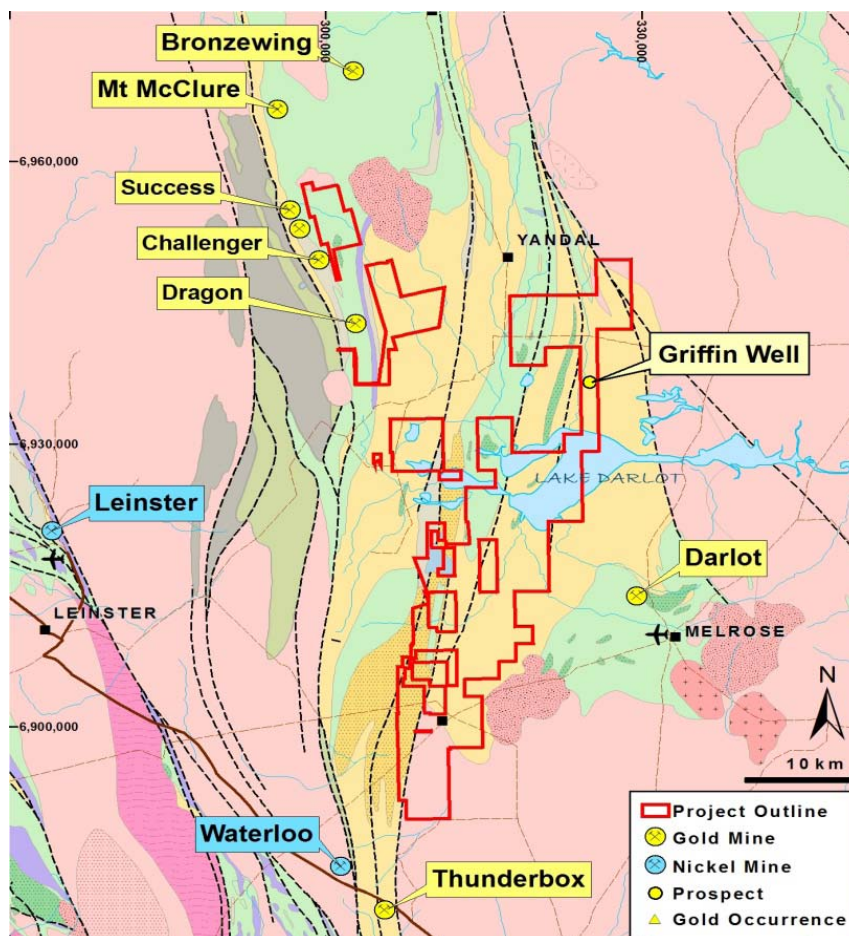 300,000
330,000
Bronzewing
Mt McClure
6,960,000
Success
YANDAL
Challenger
Dragon
Griffin Well
6,930,000
LAKE DARLOT
Leinster
Darlot
LEINSTER
MELROSE
N
6,900,000
10 km
Project Outline
Waterloo
Gold Mine
Nickel Mine
Thunderbox
Prospect
Gold Occurrence